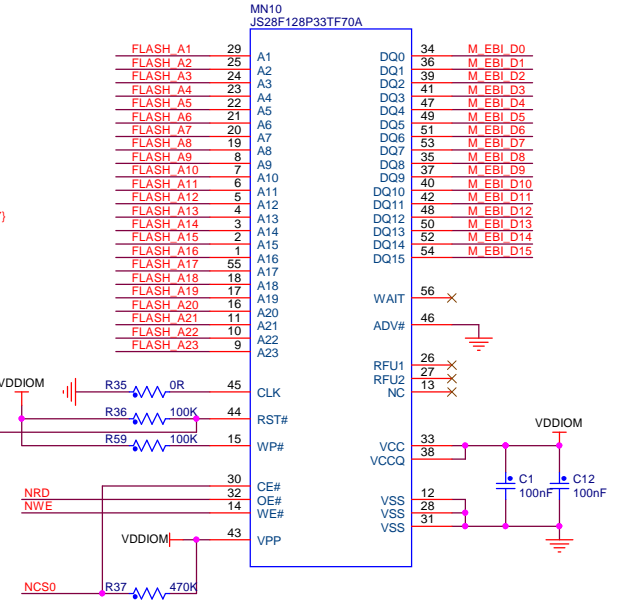 MN10
JS28F128P33TF70A
FLASH_A1 29 A1 DQ0 34 M_EBI_D0
FLASH_A2 25 A2 DQ1 36 M_EBI_D1
FLASH_A3 24 A3 DQ2 39 M_EBI_D2
FLASH_A4 23 A4 DQ3 41 M_EBI_D3
FLASH_A5 22 A5 DQ4 47 M_EBI_D4
FLASH_A6 21 A6 DQ5 49 M_EBI_D5
FLASH_A7 20 A7 DQ6 51 M_EBI_D6
FLASH_A8 19 A8 DQ7 53 M_EBI_D7
FLASH_A9 8 A9 DQ8 35 M_EBI_D8
FLASH_A10 7 A10 DQ9 37 M_EBI_D9
FLASH_A11 6 A11 DQ10 40 M_EBI_D10
FLASH_A12 5 A12 DQ11 42 M_EBI_D11
FLASH_A13 4 A13 DQ12 48 M_EBI_D12
FLASH_A14 3 A14 DQ13 50 M_EBI_D13
FLASH_A15 2 A15 DQ14 52 M_EBI_D14
FLASH_A16 1 A16 DQ15 54 M_EBI_D15
FLASH_A17 55 A17
FLASH_A18 18 A18
FLASH_A19 17 A19 WAIT 56
FLASH_A20 16 A20
FLASH_A21 11 A21 ADV# 46
FLASH_A22 10 A22
FLASH_A23 9 A23
RFU1 26
RFU2 27
VDDIOM R35 0R 45 CLK NC 13
R36 100K 44 RST#
VDDIOM
R59 100K 15 WP# VCC 33
VCCQ 38
30 CE# C1 C12
NRD 32 OE# VSS 12 100nF 100nF
NWE 14 WE# VSS 28
VSS 31
VDDIOM 43 VPP
NCS0 R37 470K